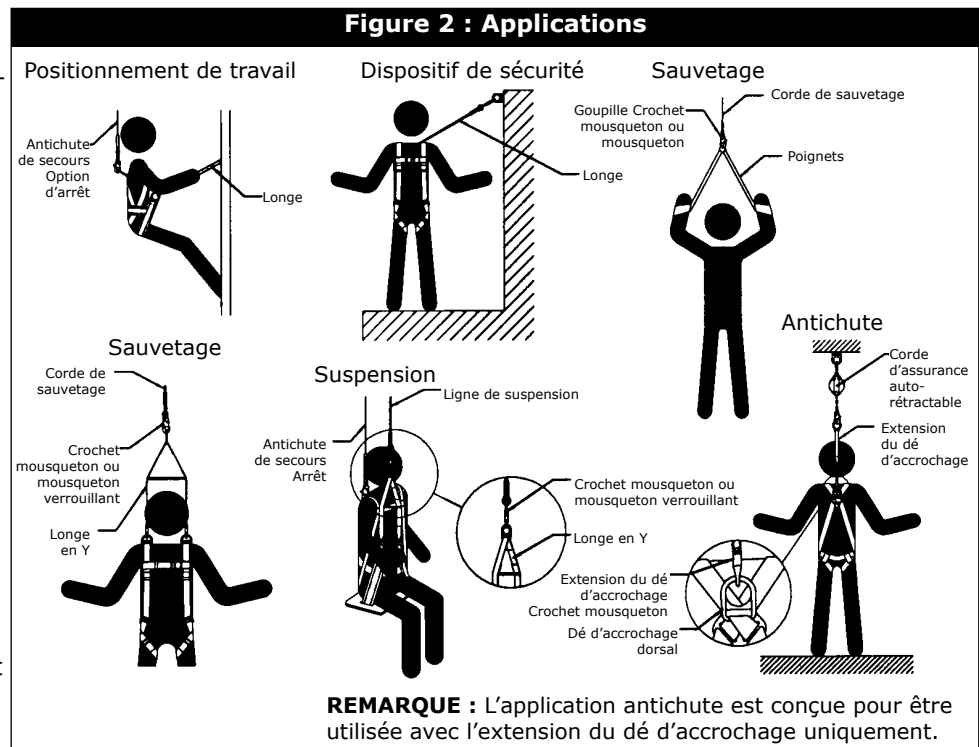 Figure 2 : Applications
Positionnement de travail
Antichute
de secours
Option
d'arrêt
Longe
Dispositif de sécurité
Longe
Sauvetage
Corde de sauvetage
Goupille Crochet
mousqueton ou
mousqueton
Poignets
Sauvetage
Corde de
sauvetage
Crochet
mousqueton ou
mousqueton
verrouillant
Longe
en Y
Suspension
Ligne de suspension
Antichute
de secours
Arrêt
Crochet mousqueton ou
mousqueton verrouillant
Longe en Y
Antichute
Corde
d'assurance
auto-
rétractable
Extension
du dé
d'accrochage
Extension du dé
d'accrochage
Crochet mousqueton
Dé d'accrochage
dorsal
REMARQUE : L'application antichute est conçue pour être
utilisée avec l'extension du dé d'accrochage uniquement.